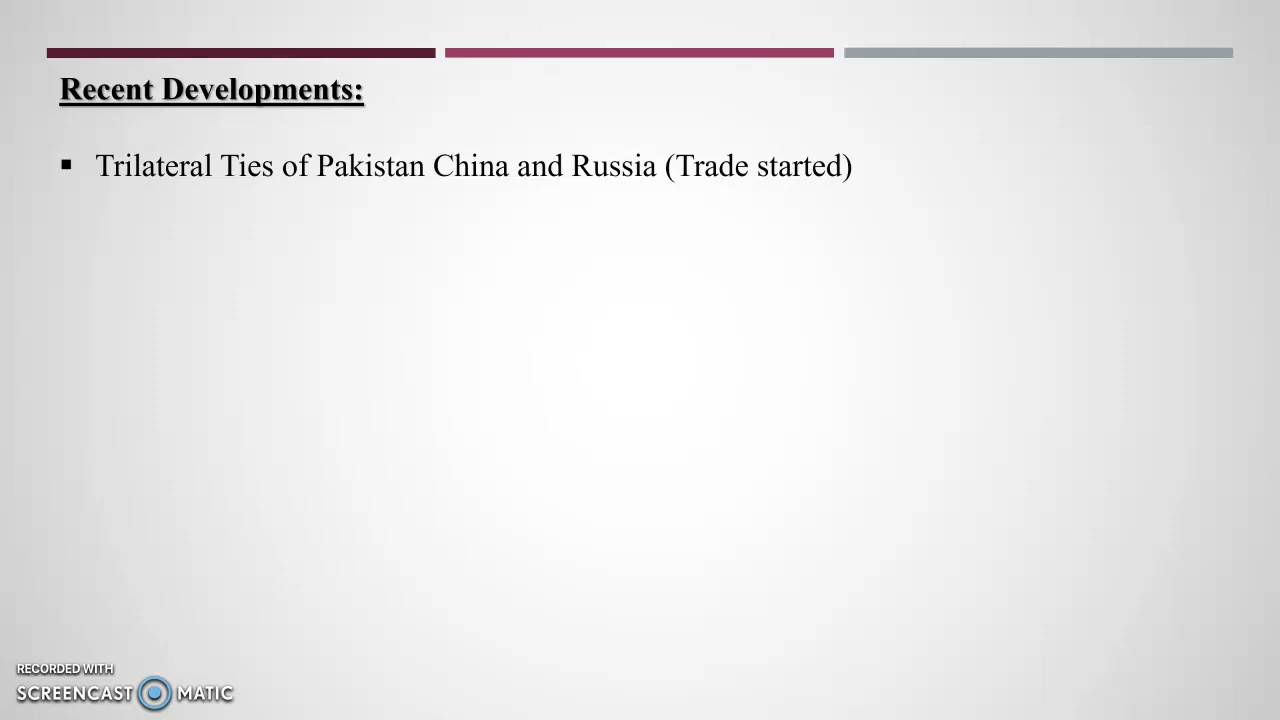 Recent Developments:
▪ Trilateral Ties of Pakistan China and Russia (Trade started)
RECORDED WITH
SCREENCAST MATIC